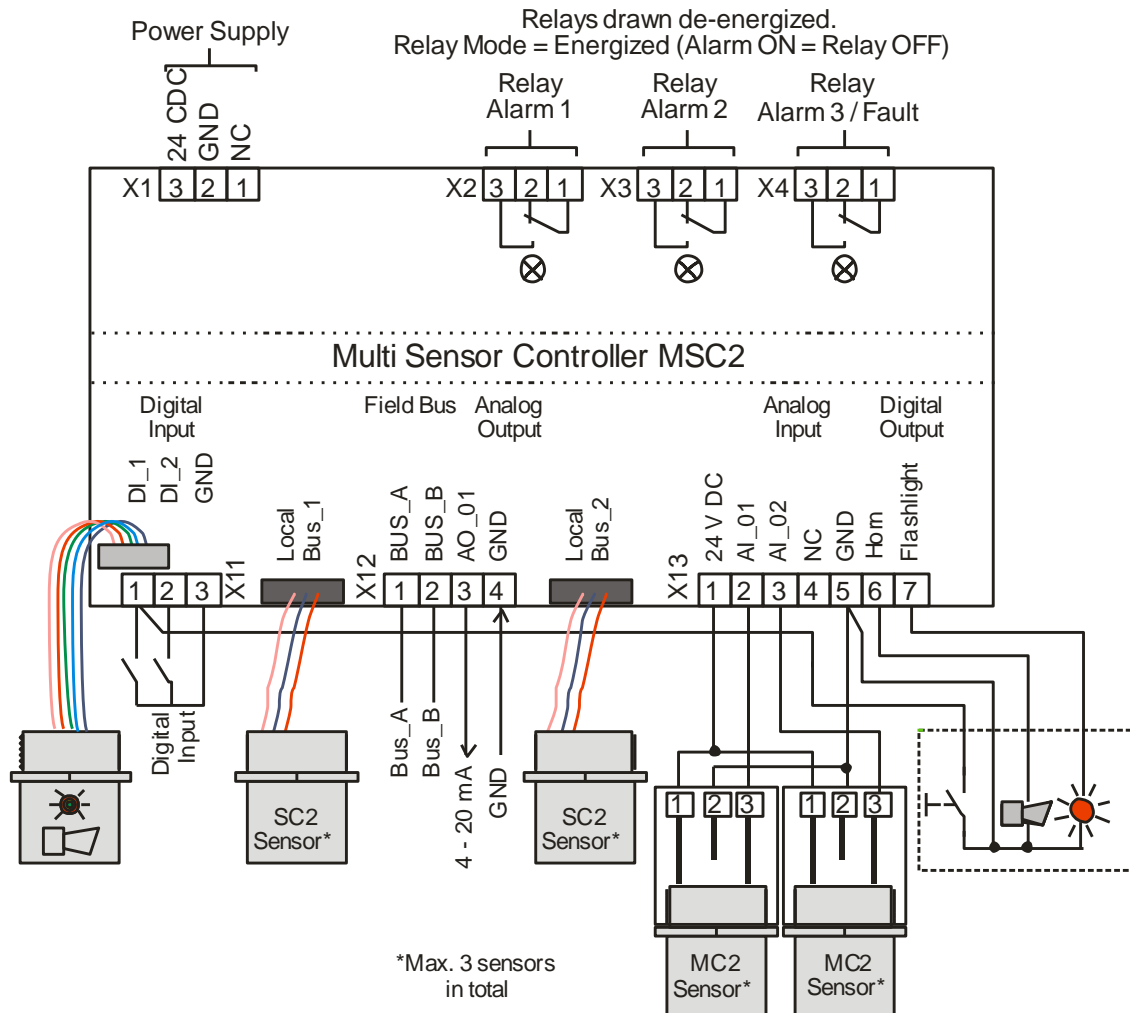 Relays drawn de-energized.
Relay Mode = Energized (Alarm ON = Relay OFF)
Power Supply
24 CDC
GND
NC
Relay
Alarm 1
Relay
Alarm 2
Relay
Alarm 3 / Fault
X1 3 2 1
X2 3 2 1
X3 3 2 1
X4 3 2 1
Multi Sensor Controller MSC2
Digital
Input
Field Bus
Analog
Output
Analog
Input
Digital
Output
DI_1
DI_2
GND
Local
Bus_1
BUS_A
BUS_B
AO_01
GND
Local
Bus_2
24 V DC
AI_01
AI_02
NC
GND
Horn
Flashlight
1 2 3 X11
X12 1 2 3 4
X13 1 2 3 4 5 6 7
Digital
Input
Bus_A
Bus_B
4 - 20 mA
GND
SC2
Sensor*
SC2
Sensor*
1 2 3
1 2 3
MC2
Sensor*
MC2
Sensor*
*Max. 3 sensors
in total